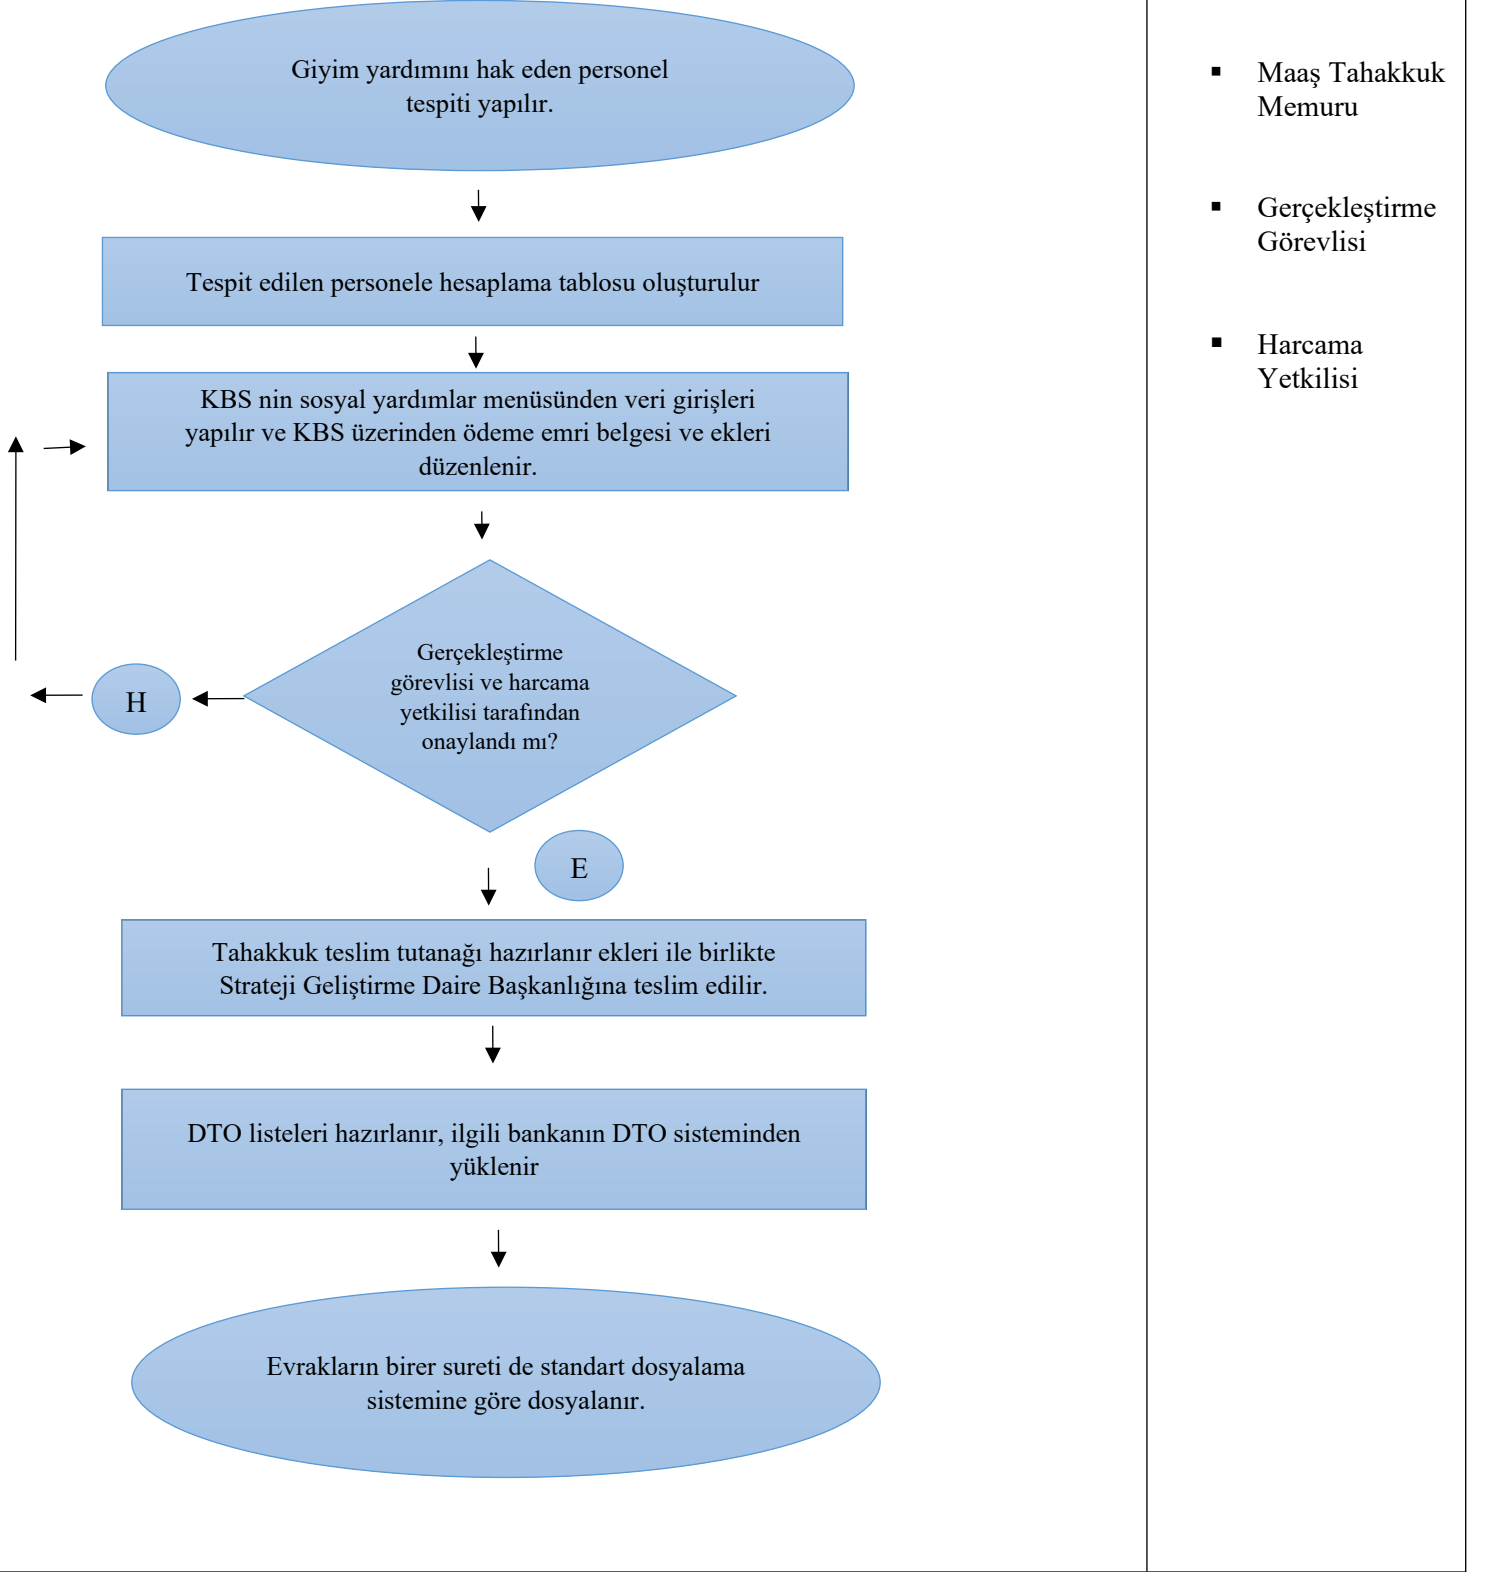 Giyim yardımını hak eden personel
tespiti yapılır.
Tespit edilen personele hesaplama tablosu oluşturulur
KBS nin sosyal yardımlar menüsünden veri girişleri
yapılır ve KBS üzerinden ödeme emri belgesi ve ekleri
düzenlenir.
Gerçekleştirme
görevlisi ve harcama
yetkilisi tarafından
onaylandı mı?
H
E
Tahakkuk teslim tutanağı hazırlanır ekleri ile birlikte
Strateji Geliştirme Daire Başkanlığına teslim edilir.
DTO listeleri hazırlanır, ilgili bankanın DTO sisteminden
yüklenir
Evrakların birer sureti de standart dosyalama
sistemine göre dosyalanır.
▪ Maaş Tahakkuk
Memuru
▪ Gerçekleştirme
Görevlisi
▪ Harcama
Yetkilisi